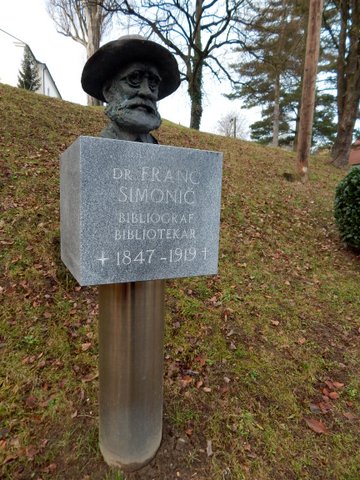 DR. FRANC
SIMONIČ
BIBLIOGRAF
BIBLIOTEKAR
+ 1847 - 1919 +